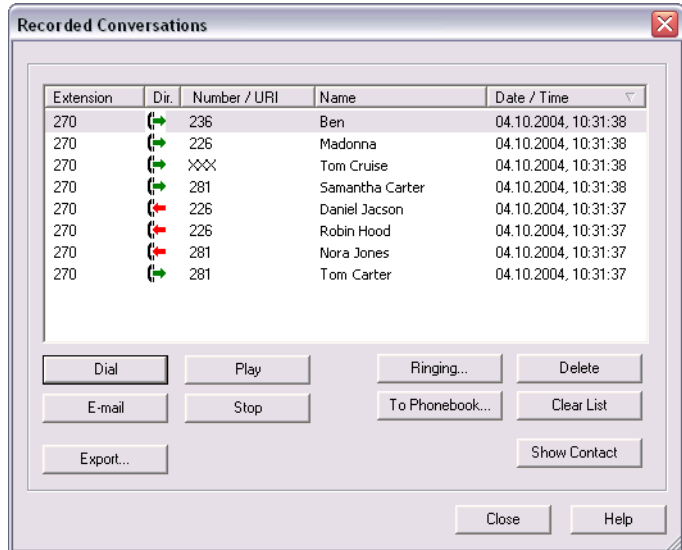 Recorded Conversations
Extension Dir. Number / URI Name Date / Time
270 236 Ben 04.10.2004, 10:31:38
270 226 Madonna 04.10.2004, 10:31:38
270 XXX Tom Cruise 04.10.2004, 10:31:38
270 281 Samantha Carter 04.10.2004, 10:31:38
270 226 Daniel Jacson 04.10.2004, 10:31:37
270 226 Robin Hood 04.10.2004, 10:31:37
270 281 Nora Jones 04.10.2004, 10:31:37
270 281 Tom Carter 04.10.2004, 10:31:37
Dial Play Ringing... Delete
E-mail Stop To Phonebook... Clear List
Export... Show Contact
Close Help